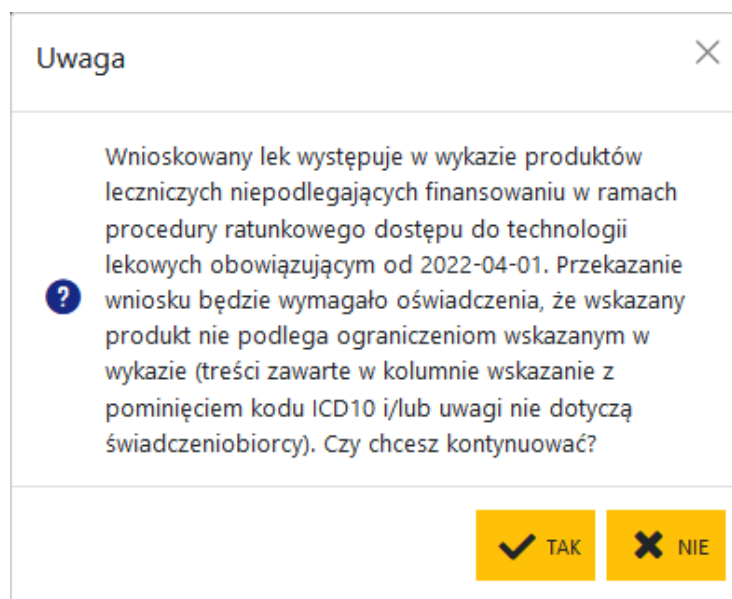 Uwaga
Wnioskowany lek występuje w wykazie produktów
leczniczych niepodlegających finansowaniu w ramach
procedury ratunkowego dostępu do technologii
lekowych obowiązującym od 2022-04-01. Przekazanie
wniosku będzie wymagało oświadczenia, że wskazany
produkt nie podlega ograniczeniom wskazanym w
wykazie (treści zawarte w kolumnie wskazanie z
pominięciem kodu ICD10 i/lub uwagi nie dotyczą
świadczeniobiorcy). Czy chcesz kontynuować?
TAK NIE